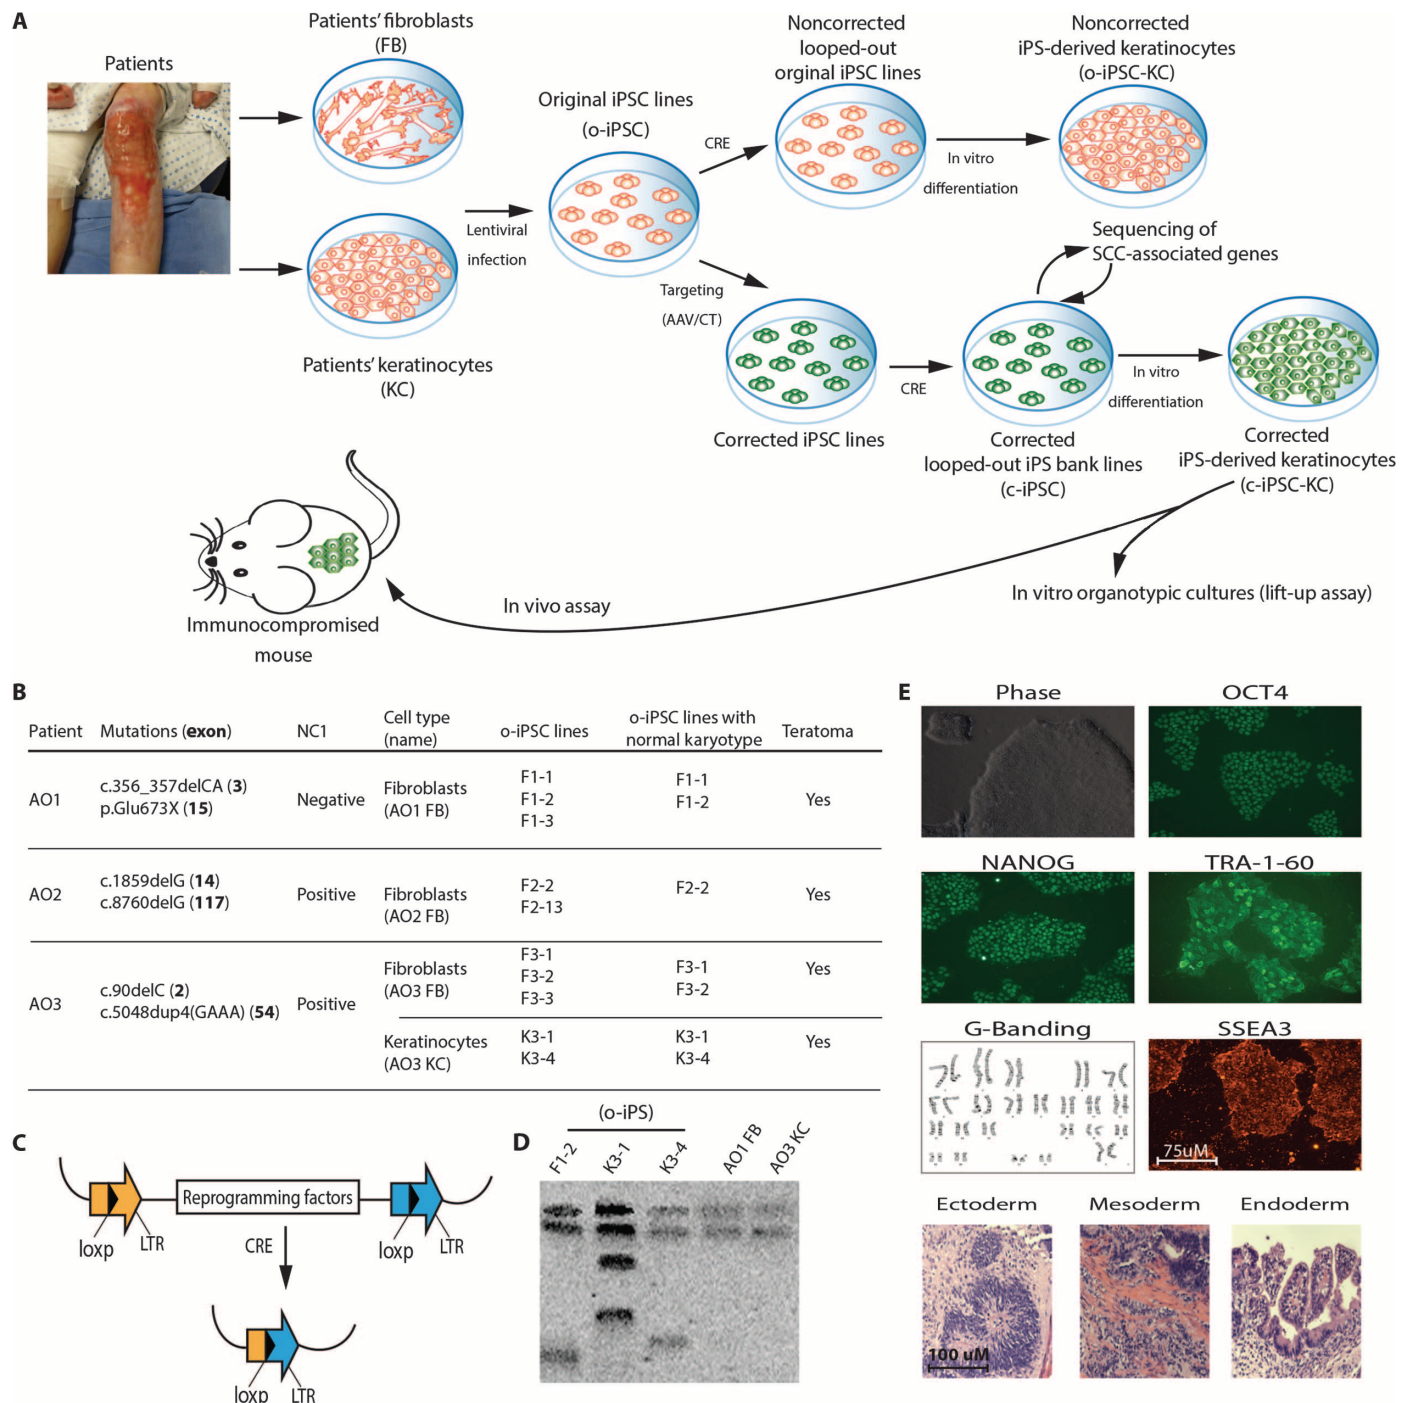 A
Patients
Patients’ fibroblasts
(FB)
Patients’ keratinocytes
(KC)
Lentiviral
infection
Original iPSC lines
(o-iPSC)
CRE
Noncorrected
looped-out
orginal iPSC lines
In vitro
differentiation
Noncorrected
iPS-derived keratinocytes
(o-iPSC-KC)
Targeting
(AAV/CT)
Corrected iPSC lines
CRE
Sequencing of
SCC-associated genes
Corrected
looped-out iPS bank lines
(c-iPSC)
In vitro
differentiation
Corrected
iPS-derived keratinocytes
(c-iPSC-KC)
In vitro organotypic cultures (lift-up assay)
In vivo assay
Immunocompromised
mouse
B
Patient Mutations (exon) NC1 Cell type (name) o-iPSC lines o-iPSC lines with normal karyotype Teratoma
AO1
c.356_357delCA (3)
p.Glu673X (15)
Negative
Fibroblasts
(AO1 FB)
F1-1
F1-2
F1-3
F1-1
F1-2
Yes
AO2
c.1859delG (14)
c.8760delG (117)
Positive
Fibroblasts
(AO2 FB)
F2-2
F2-13
F2-2
Yes
AO3
c.90delC (2)
c.5048dup4(GAAA) (54)
Positive
Fibroblasts
(AO3 FB)
F3-1
F3-2
F3-3
F3-1
F3-2
Yes
Keratinocytes
(AO3 KC)
K3-1
K3-4
K3-1
K3-4
Yes
C
Reprogramming factors
loxp
LTR
CRE
loxp
LTR
loxp
LTR
D
(o-iPS)
F1-2
K3-1
K3-4
AO1 FB
AO3 KC
E
Phase
OCT4
NANOG
TRA-1-60
G-Banding
SSEA3
75uM
Ectoderm
Mesoderm
Endoderm
100 uM